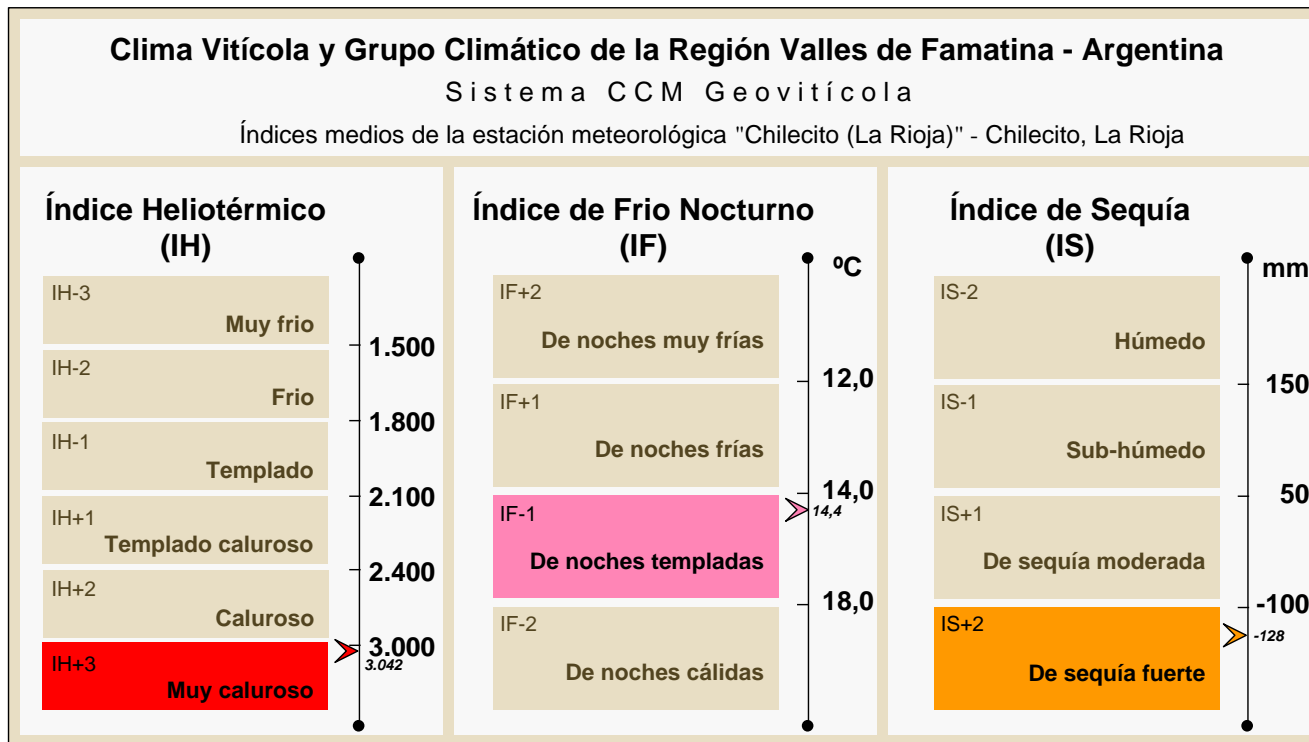 Clima Vitícola y Grupo Climático de la Región Valles de Famatina - Argentina
Sistema CCM Geovitícola
Índices medios de la estación meteorológica "Chilecito (La Rioja)" - Chilecito, La Rioja
Índice Heliotérmico
(IH)
IH-3
Muy frio
1.500
IH-2
Frio
1.800
IH-1
Templado
2.100
IH+1
Templado caluroso
2.400
IH+2
Caluroso
3.000
3.042
IH+3
Muy caluroso
Índice de Frio Nocturno
(IF)
ºC
IF+2
De noches muy frías
12,0
IF+1
De noches frías
14,0
14,4
IF-1
De noches templadas
18,0
IF-2
De noches cálidas
Índice de Sequía
(IS)
mm
IS-2
Húmedo
150
IS-1
Sub-húmedo
50
IS+1
De sequía moderada
-100
IS+2
-128
De sequía fuerte